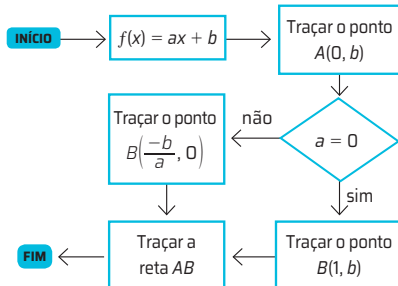 INÍCIO
f(x) = ax + b
Traçar o ponto
A(0, b)
a = 0
não
Traçar o ponto
B(-b/a, 0)
sim
Traçar o ponto
B(1, b)
Traçar a
reta AB
FIM